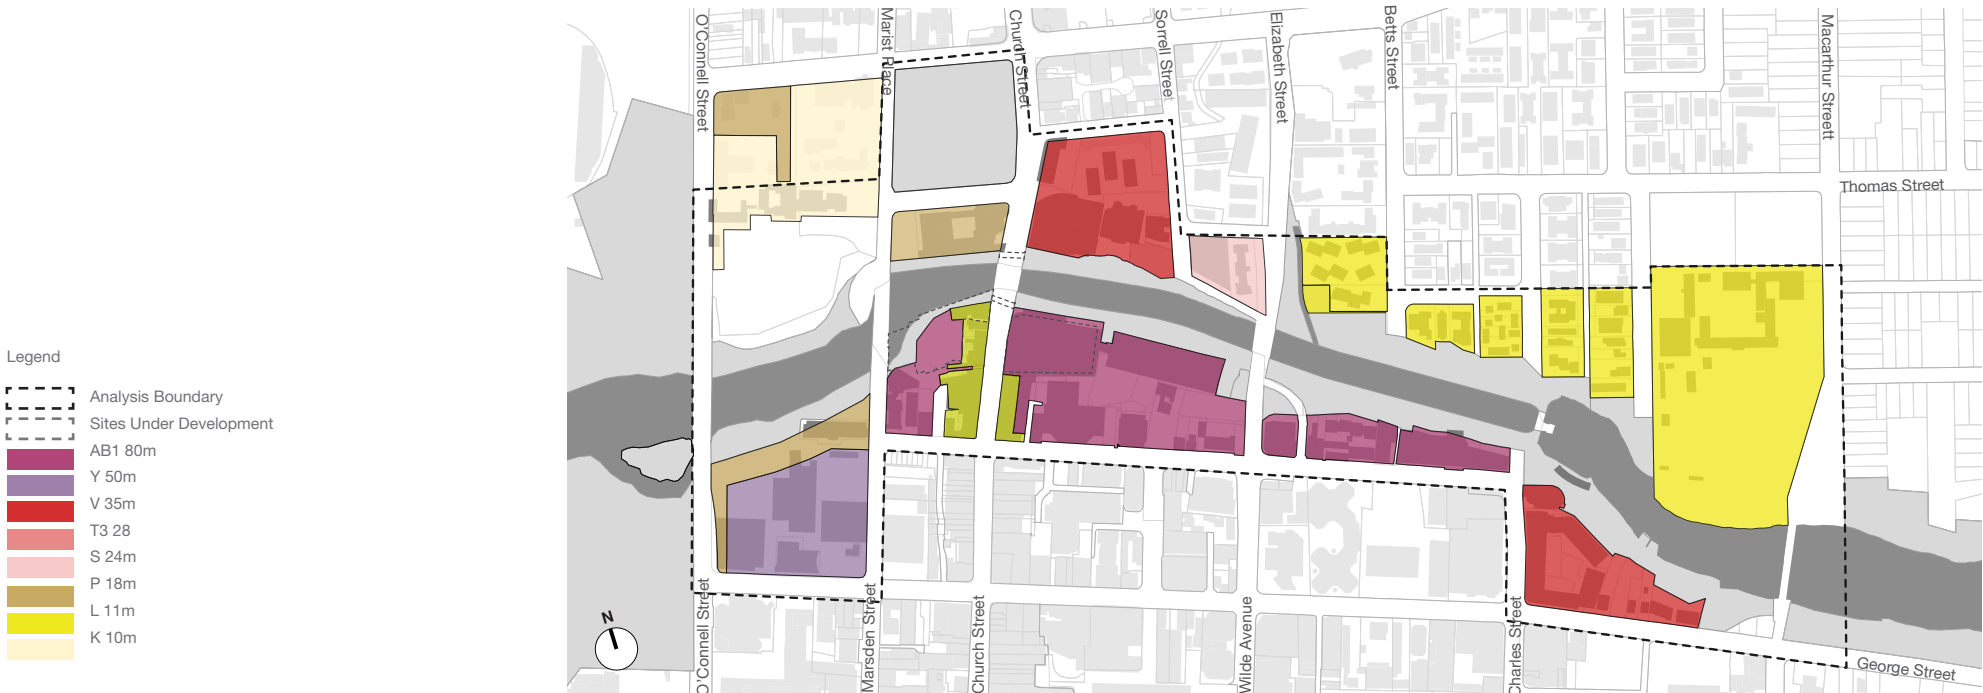 O'Connell Street
Marist Place
Church Street
Sorrell Street
Elizabeth Street
Betts Street
Macarthur Streett
Thomas Street
Legend
Analysis Boundary
Sites Under Development
AB1 80m
Y 50m
V 35m
T3 28
S 24m
P 18m
L 11m
K 10m
N
O'Connell Street
Marsden Street
Church Street
Wilde Avenue
Charles Street
George Street